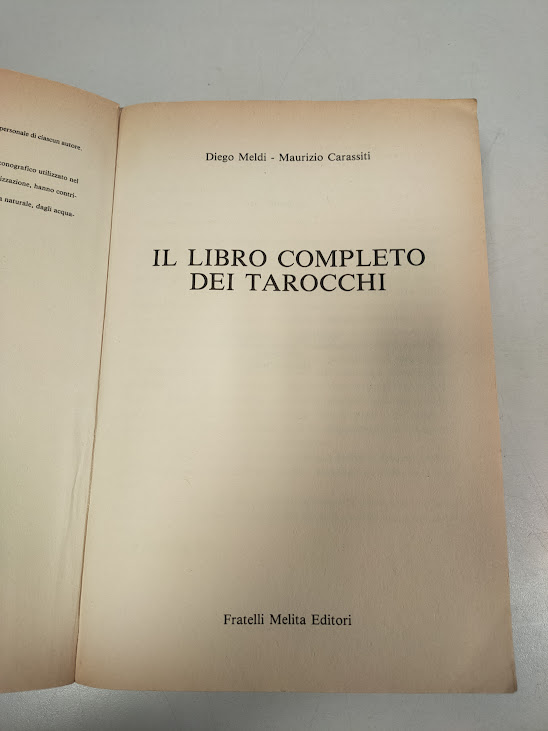 personale di ciascun autore.
conografico utilizzato nel
izzazione, hanno contri-
a naturale, dagli acqua-
Diego Meldi - Maurizio Carassiti
IL LIBRO COMPLETO
DEI TAROCCHI
Fratelli Melita Editori